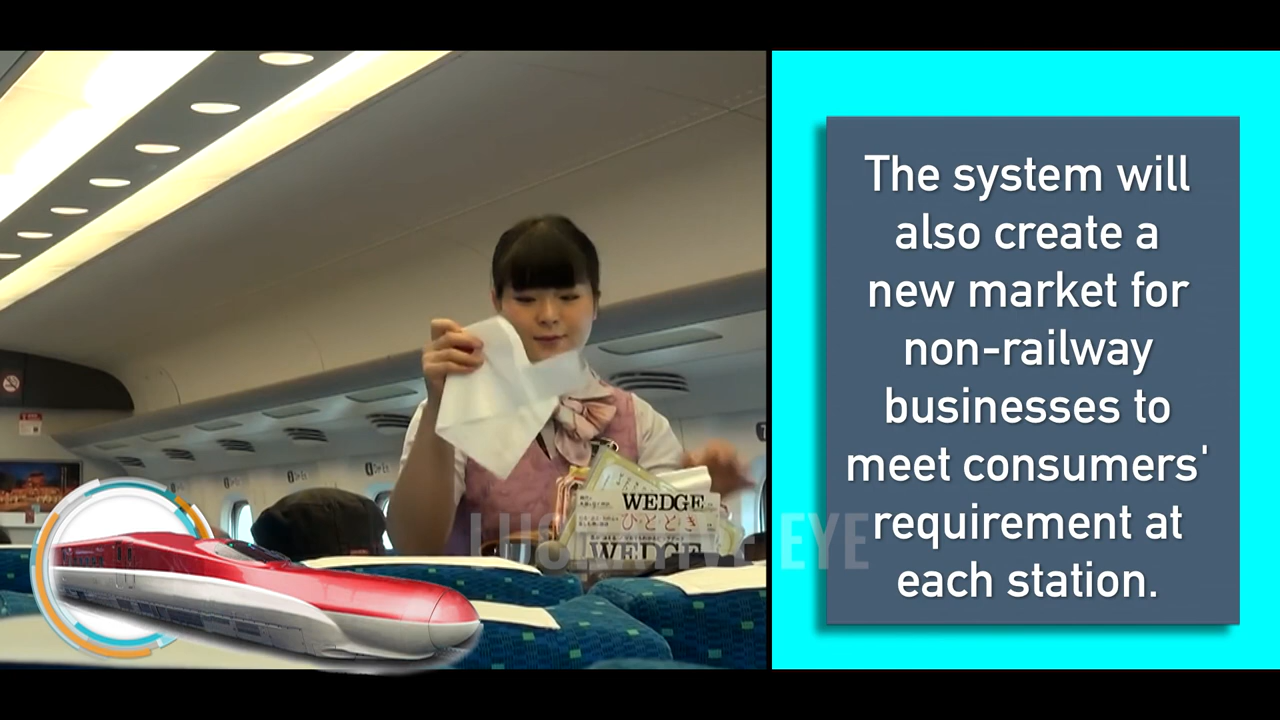 The system will
also create a
new market for
non-railway
businesses to
meet consumers'
requirement at
each station.
WEDGE
ひととき
WEDGE